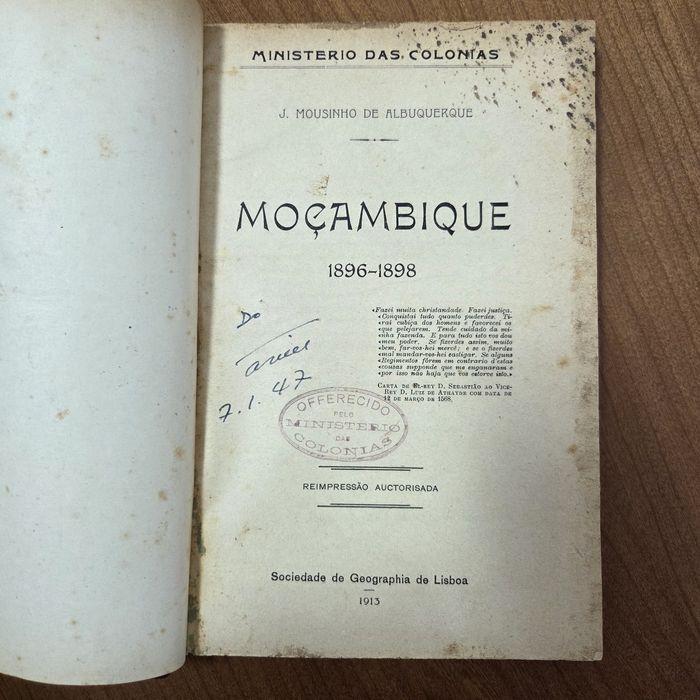 MINISTERIO DAS COLONIAS
J. MOUSINHO DE ALBUQUERQUE
MOÇAMBIQUE
1896-1898
«Fazei muita christandade. Fazei justiça.
«Conquistai tudo quanto puderdes. Ti-
«rai cubiça dos homens e favorecei os
«que pelejarem. Tende cuidado da mi-
«nha fazenda. E para tudo isto vos dou
«meu poder. Se fizerdes assim, muito
«bem, far-vos-hei mercê; e se o fizerdes
«mal mandar-vos-hei castigar. Se alguns
«Regimentos fôrem em contrario d'estas
«cousas supponde que me enganaram e
«por isso não haja que vos estorve isto.»
CARTA DE EL-REY D. SEBASTIÃO AO VICE-
REY D. LUIZ DE ATHAYDE COM DATA DE
12 DE MARÇO DE 1568.
Do
7.1.47
OFFERECIDO
PELO
MINISTERIO
DAS
COLONIAS
REIMPRESSÃO AUCTORISADA
Sociedade de Geographia de Lisboa
1913